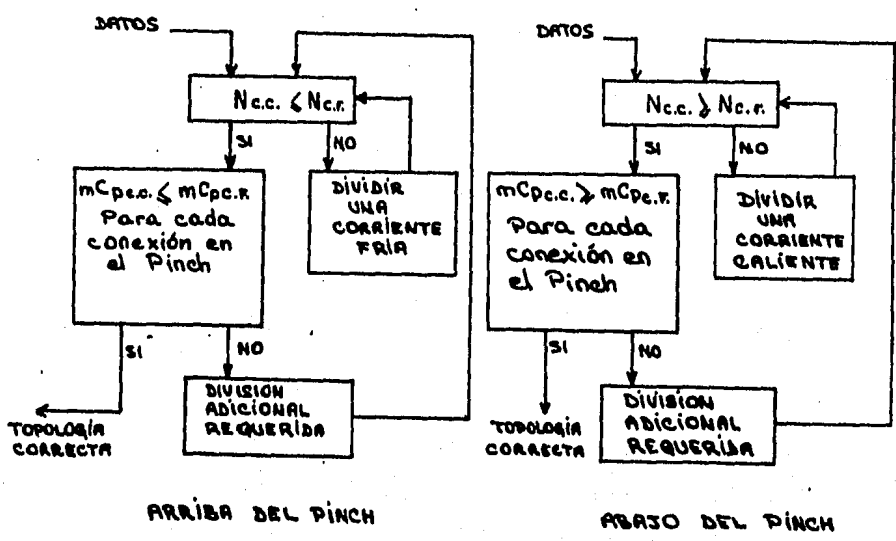 DATOS
Nc.c. ⩽ Nc.f.
SI
NO
mCpc.c. ⩽ mCpc.F.
Para cada
conexión en
el Pinch
DIVIDIR
UNA
CORRIENTE
FRÍA
SI
NO
TOPOLOGÍA
CORRECTA
DIVISION
ADICIONAL
REQUERIDA
ARRIBA DEL PINCH
DATOS
Nc.c. ⩾ Nc.f.
SI
NO
mCpc.c. ⩾ mCpc.F.
Para cada
conexión en
el Pinch
DIVIDIR
UNA
CORRIENTE
CALIENTE
SI
NO
TOPOLOGÍA
CORRECTA
DIVISION
ADICIONAL
REQUERIDA
ABAJO DEL PINCH